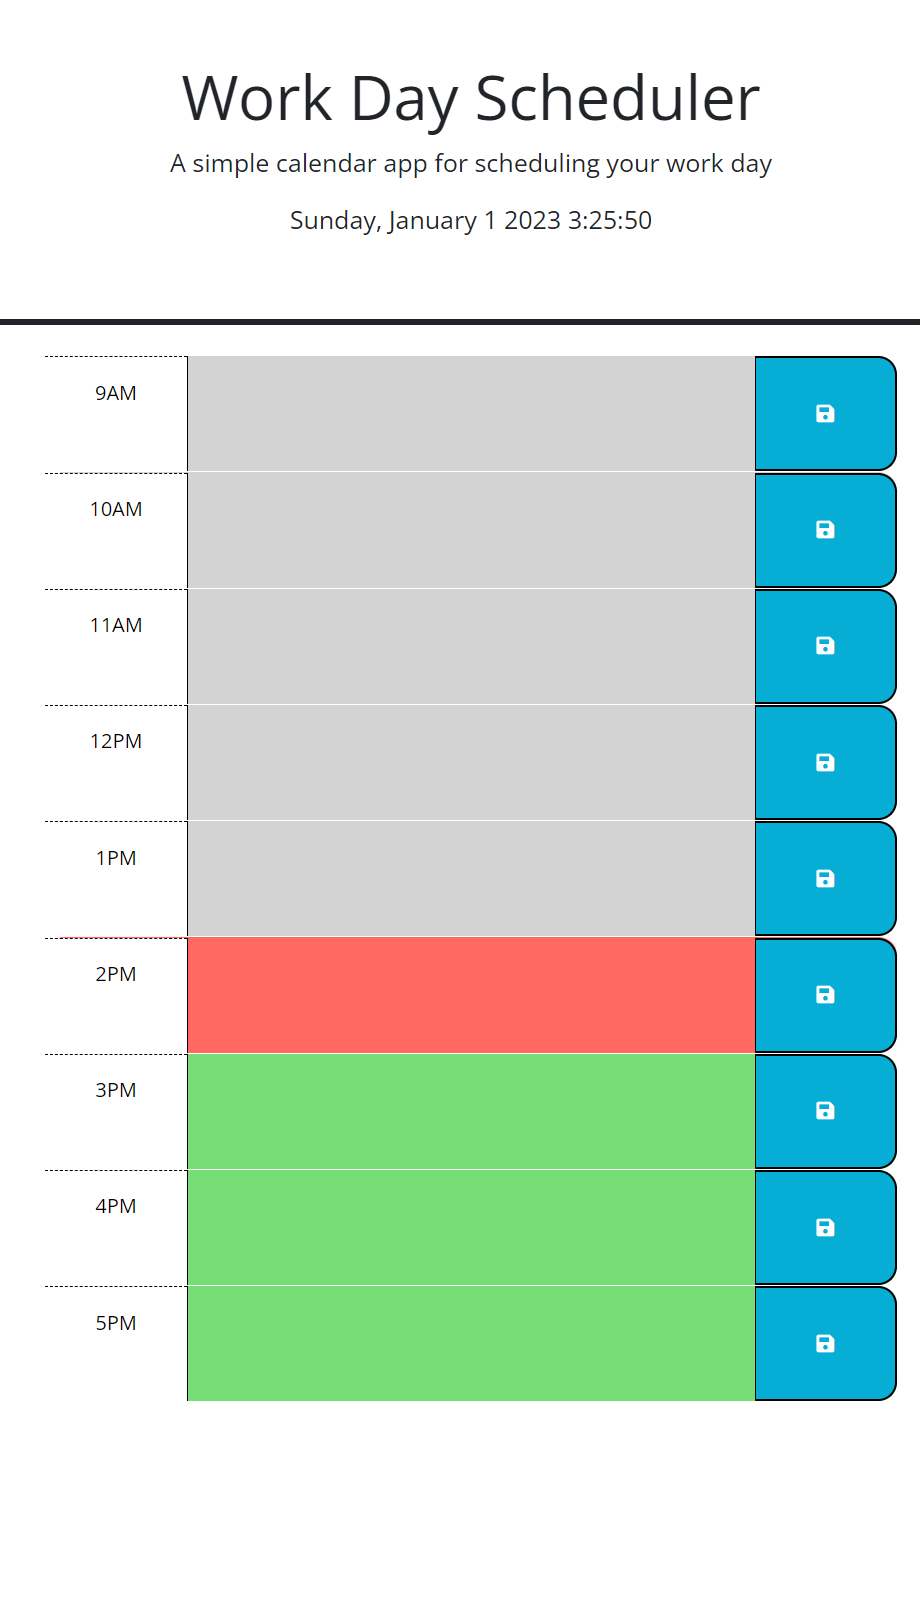 Work Day Scheduler
A simple calendar app for scheduling your work day
Sunday, January 1 2023 3:25:50
9AM
10AM
11AM
12PM
1PM
2PM
3PM
4PM
5PM